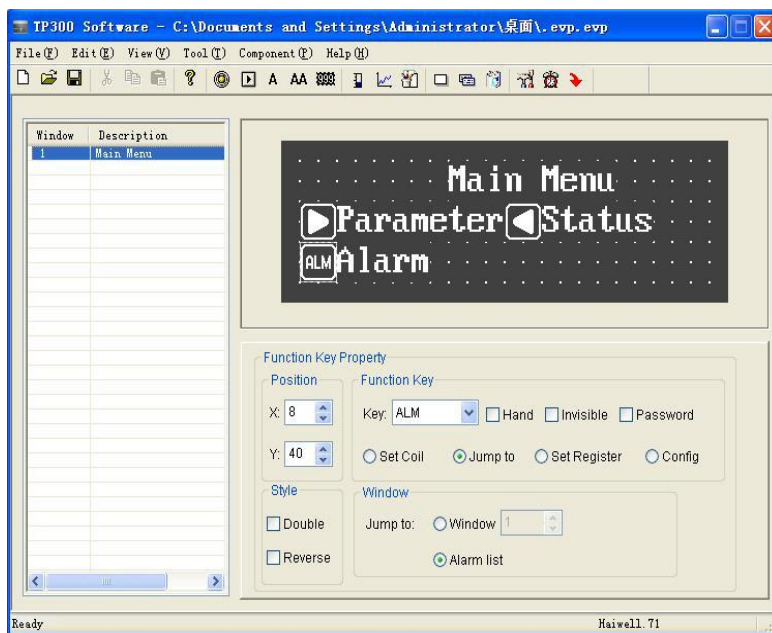 TP300 Software - C:\Documents and Settings\Administrator\桌面\.evp.evp
File(F) Edit(E) View(V) Tool(T) Component(P) Help(H)
A AA
Window Description
1 Main Menu
Main Menu
Parameter Status
ALM Alarm
Function Key Property
Position Function Key
X: 8 Key: ALM Hand Invisible Password
Y: 40 Set Coil Jump to Set Register Config
Style Window
Double Jump to: Window 1
Reverse Alarm list
Ready Haiwell.71